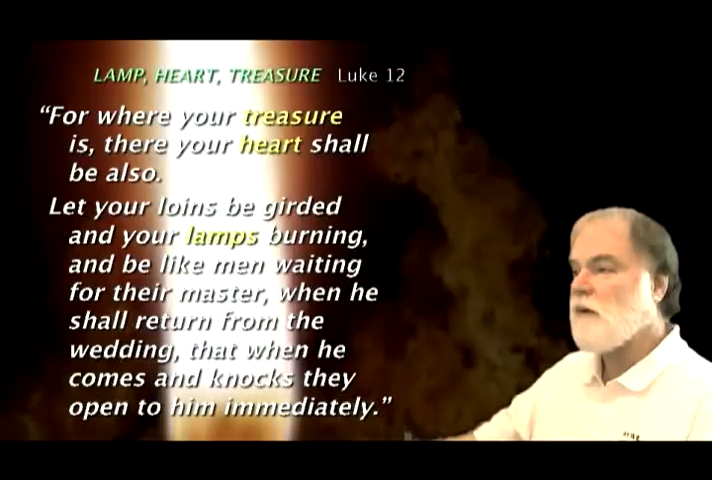 LAMP, HEART, TREASURE Luke 12
“For where your treasure
is, there your heart shall
be also.
Let your loins be girded
and your lamps burning,
and be like men waiting
for their master, when he
shall return from the
wedding, that when he
comes and knocks they
open to him immediately.”